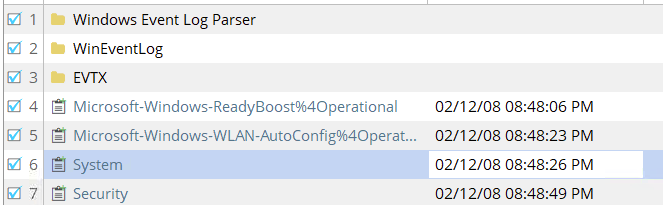 1 Windows Event Log Parser
2 WinEventLog
3 EVTX
4 Microsoft-Windows-ReadyBoost%4Operational 02/12/08 08:48:06 PM
5 Microsoft-Windows-WLAN-AutoConfig%4Operat... 02/12/08 08:48:23 PM
6 System 02/12/08 08:48:26 PM
7 Security 02/12/08 08:48:49 PM